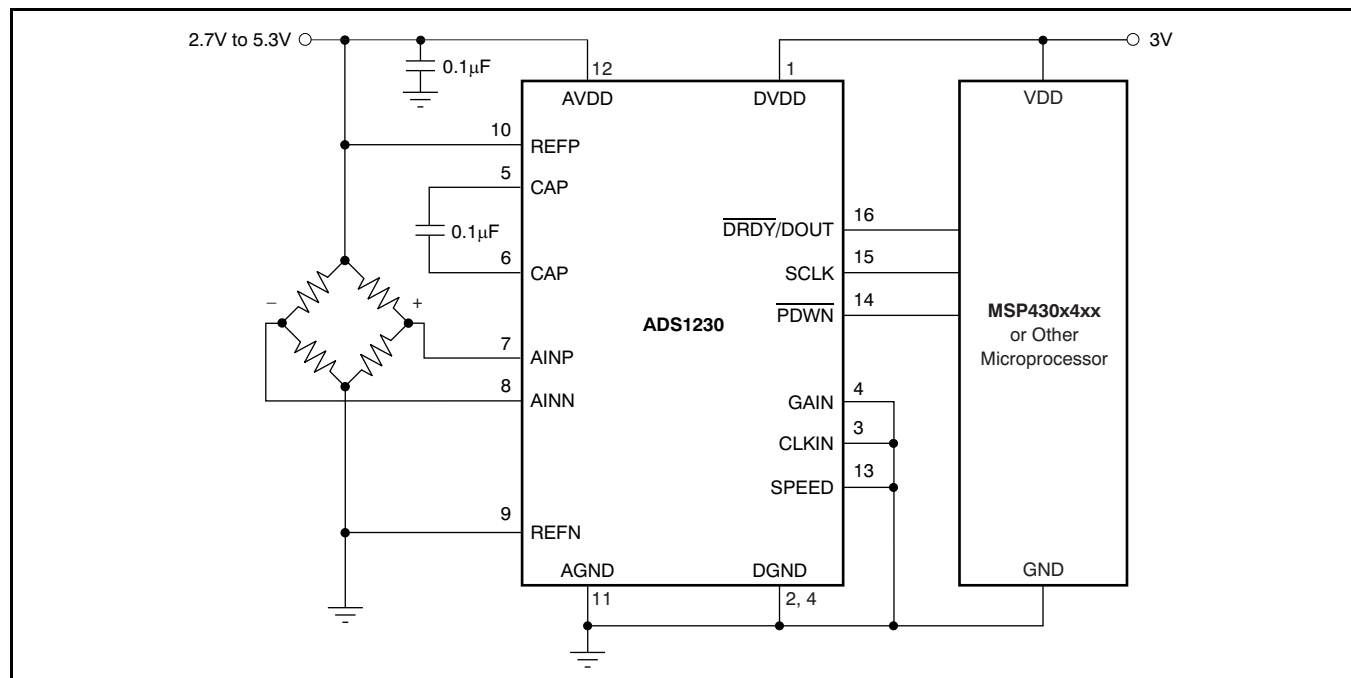 2.7V to 5.3V
3V
0.1μF
12
1
AVDD
DVDD
VDD
10
REFP
5
CAP
0.1μF
6
CAP
16
DRDY/DOUT
15
SCLK
14
PDWN
ADS1230
MSP430x4xx
or Other
Microprocessor
−
+
7
AINP
8
AINN
4
GAIN
3
CLKIN
13
SPEED
9
REFN
AGND
DGND
GND
11
2, 4